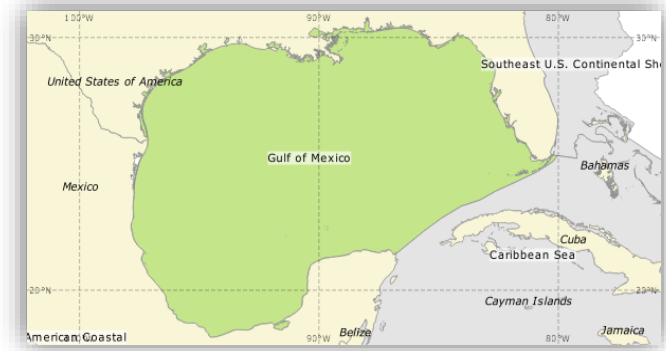 100°W 90°W 80°W
30°N 30°N
Southeast U.S. Continental She
United States of America
Gulf of Mexico
Bahamas
Mexico
Cuba
Caribbean Sea
20°N 20°N
Cayman Islands
American Coastal
90°W Belize 80°W Jamaica